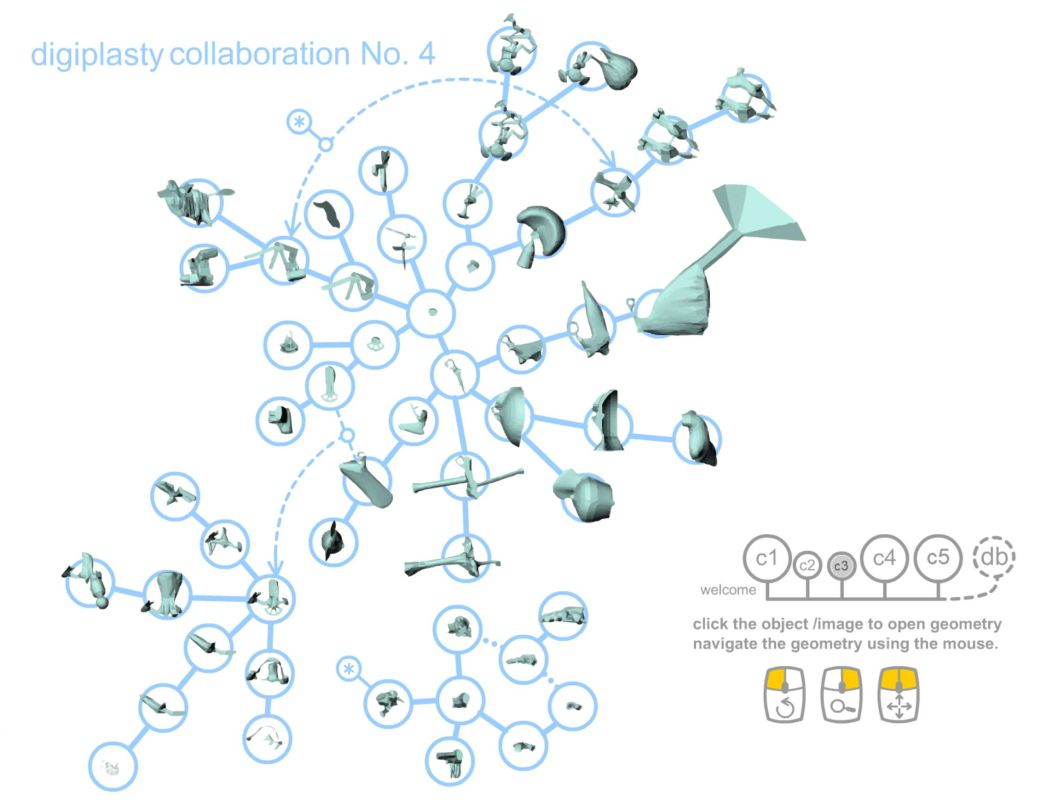 digiplasty collaboration No. 4
*
c1 c2 c3 c4 c5 db
welcome
click the object /image to open geometry
navigate the geometry using the mouse.
*